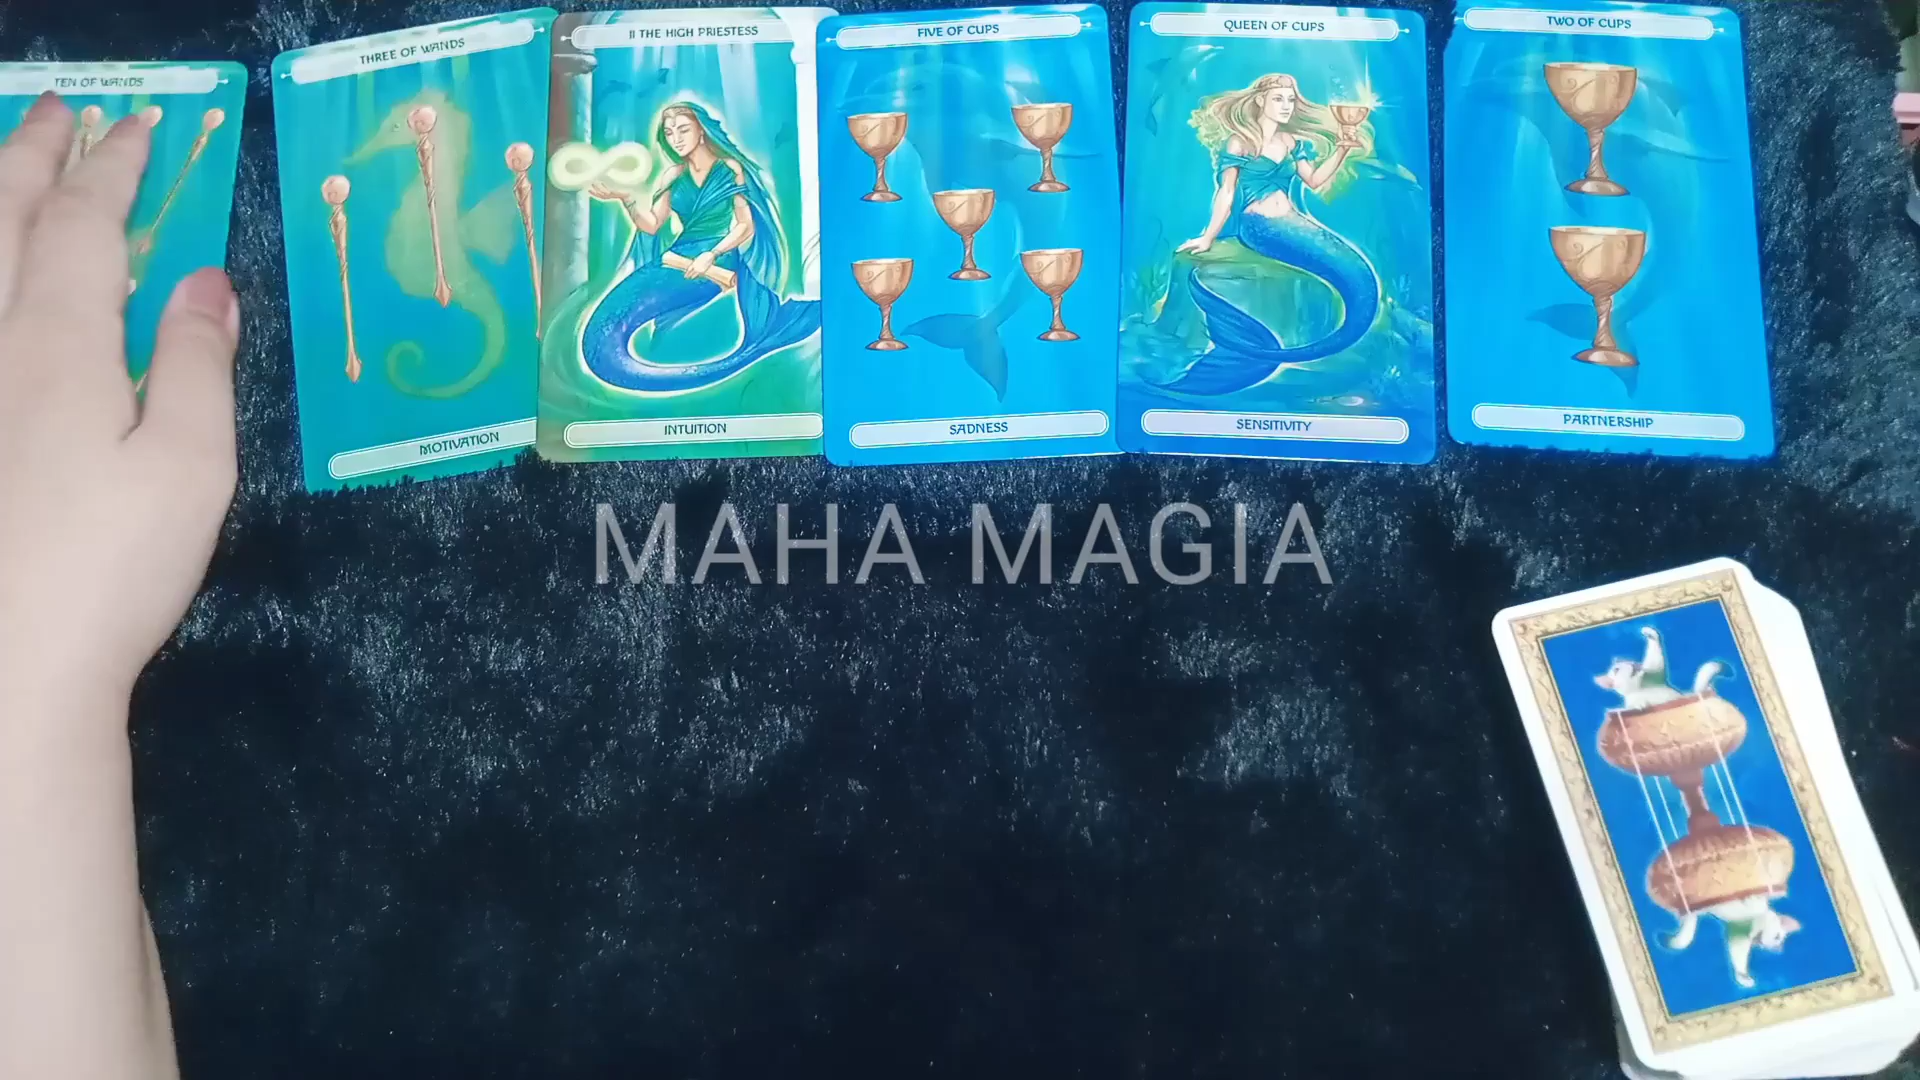 TEN OF WANDS
THREE OF WANDS
MOTIVATION
II THE HIGH PRIESTESS
INTUITION
FIVE OF CUPS
SADNESS
QUEEN OF CUPS
SENSITIVITY
TWO OF CUPS
PARTNERSHIP
MAHA MAGIA